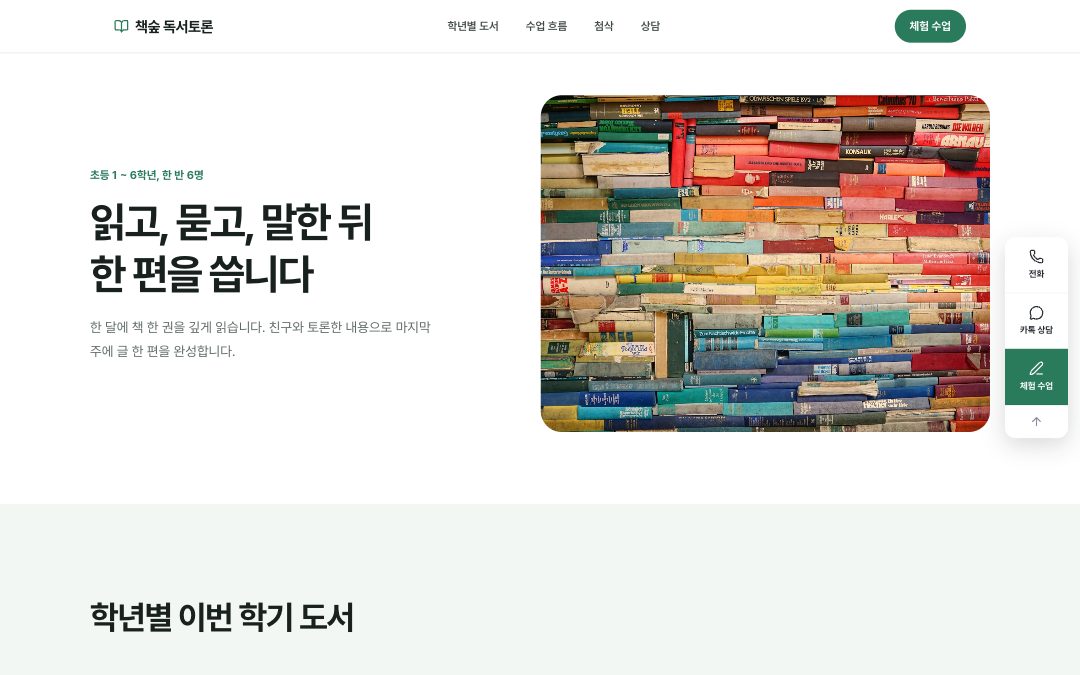 책숲 독서토론
학년별 도서
수업 흐름
첨삭
상담
체험 수업
초등 1 ~ 6학년, 한 반 6명
읽고, 묻고, 말한 뒤
한 편을 씁니다
한 달에 책 한 권을 깊게 읽습니다. 친구와 토론한 내용으로 마지막
주에 글 한 편을 완성합니다.
OLYMPISCHEN SPIELE 1972
KONSALIK
전화
카톡 상담
체험 수업
학년별 이번 학기 도서